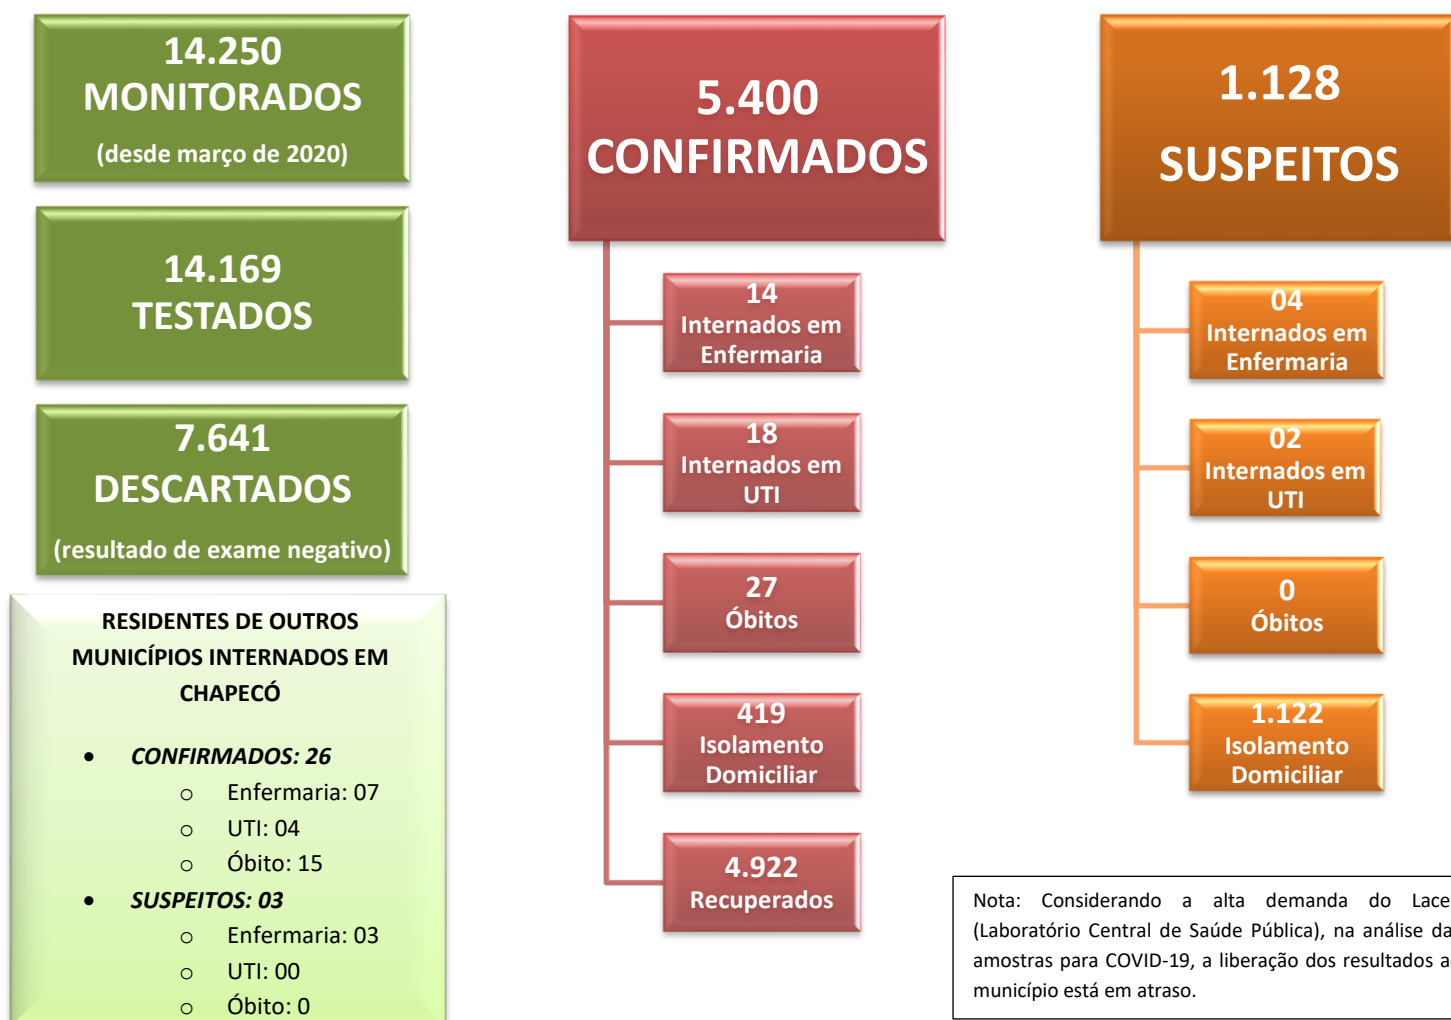 14.250
MONITORADOS
(desde março de 2020)
14.169
TESTADOS
7.641
DESCARTADOS
(resultado de exame negativo)
RESIDENTES DE OUTROS
MUNICÍPIOS INTERNADOS EM
CHAPECÓ
• CONFIRMADOS: 26
o Enfermaria: 07
o UTI: 04
o Óbito: 15
• SUSPEITOS: 03
o Enfermaria: 03
o UTI: 00
o Óbito: 0
5.400
CONFIRMADOS
14
Internados em
Enfermaria
18
Internados em
UTI
27
Óbitos
419
Isolamento
Domiciliar
4.922
Recuperados
1.128
SUSPEITOS
04
Internados em
Enfermaria
02
Internados em
UTI
0
Óbitos
1.122
Isolamento
Domiciliar
Nota: Considerando a alta demanda do Lace
(Laboratório Central de Saúde Pública), na análise da
amostras para COVID-19, a liberação dos resultados a
município está em atraso.